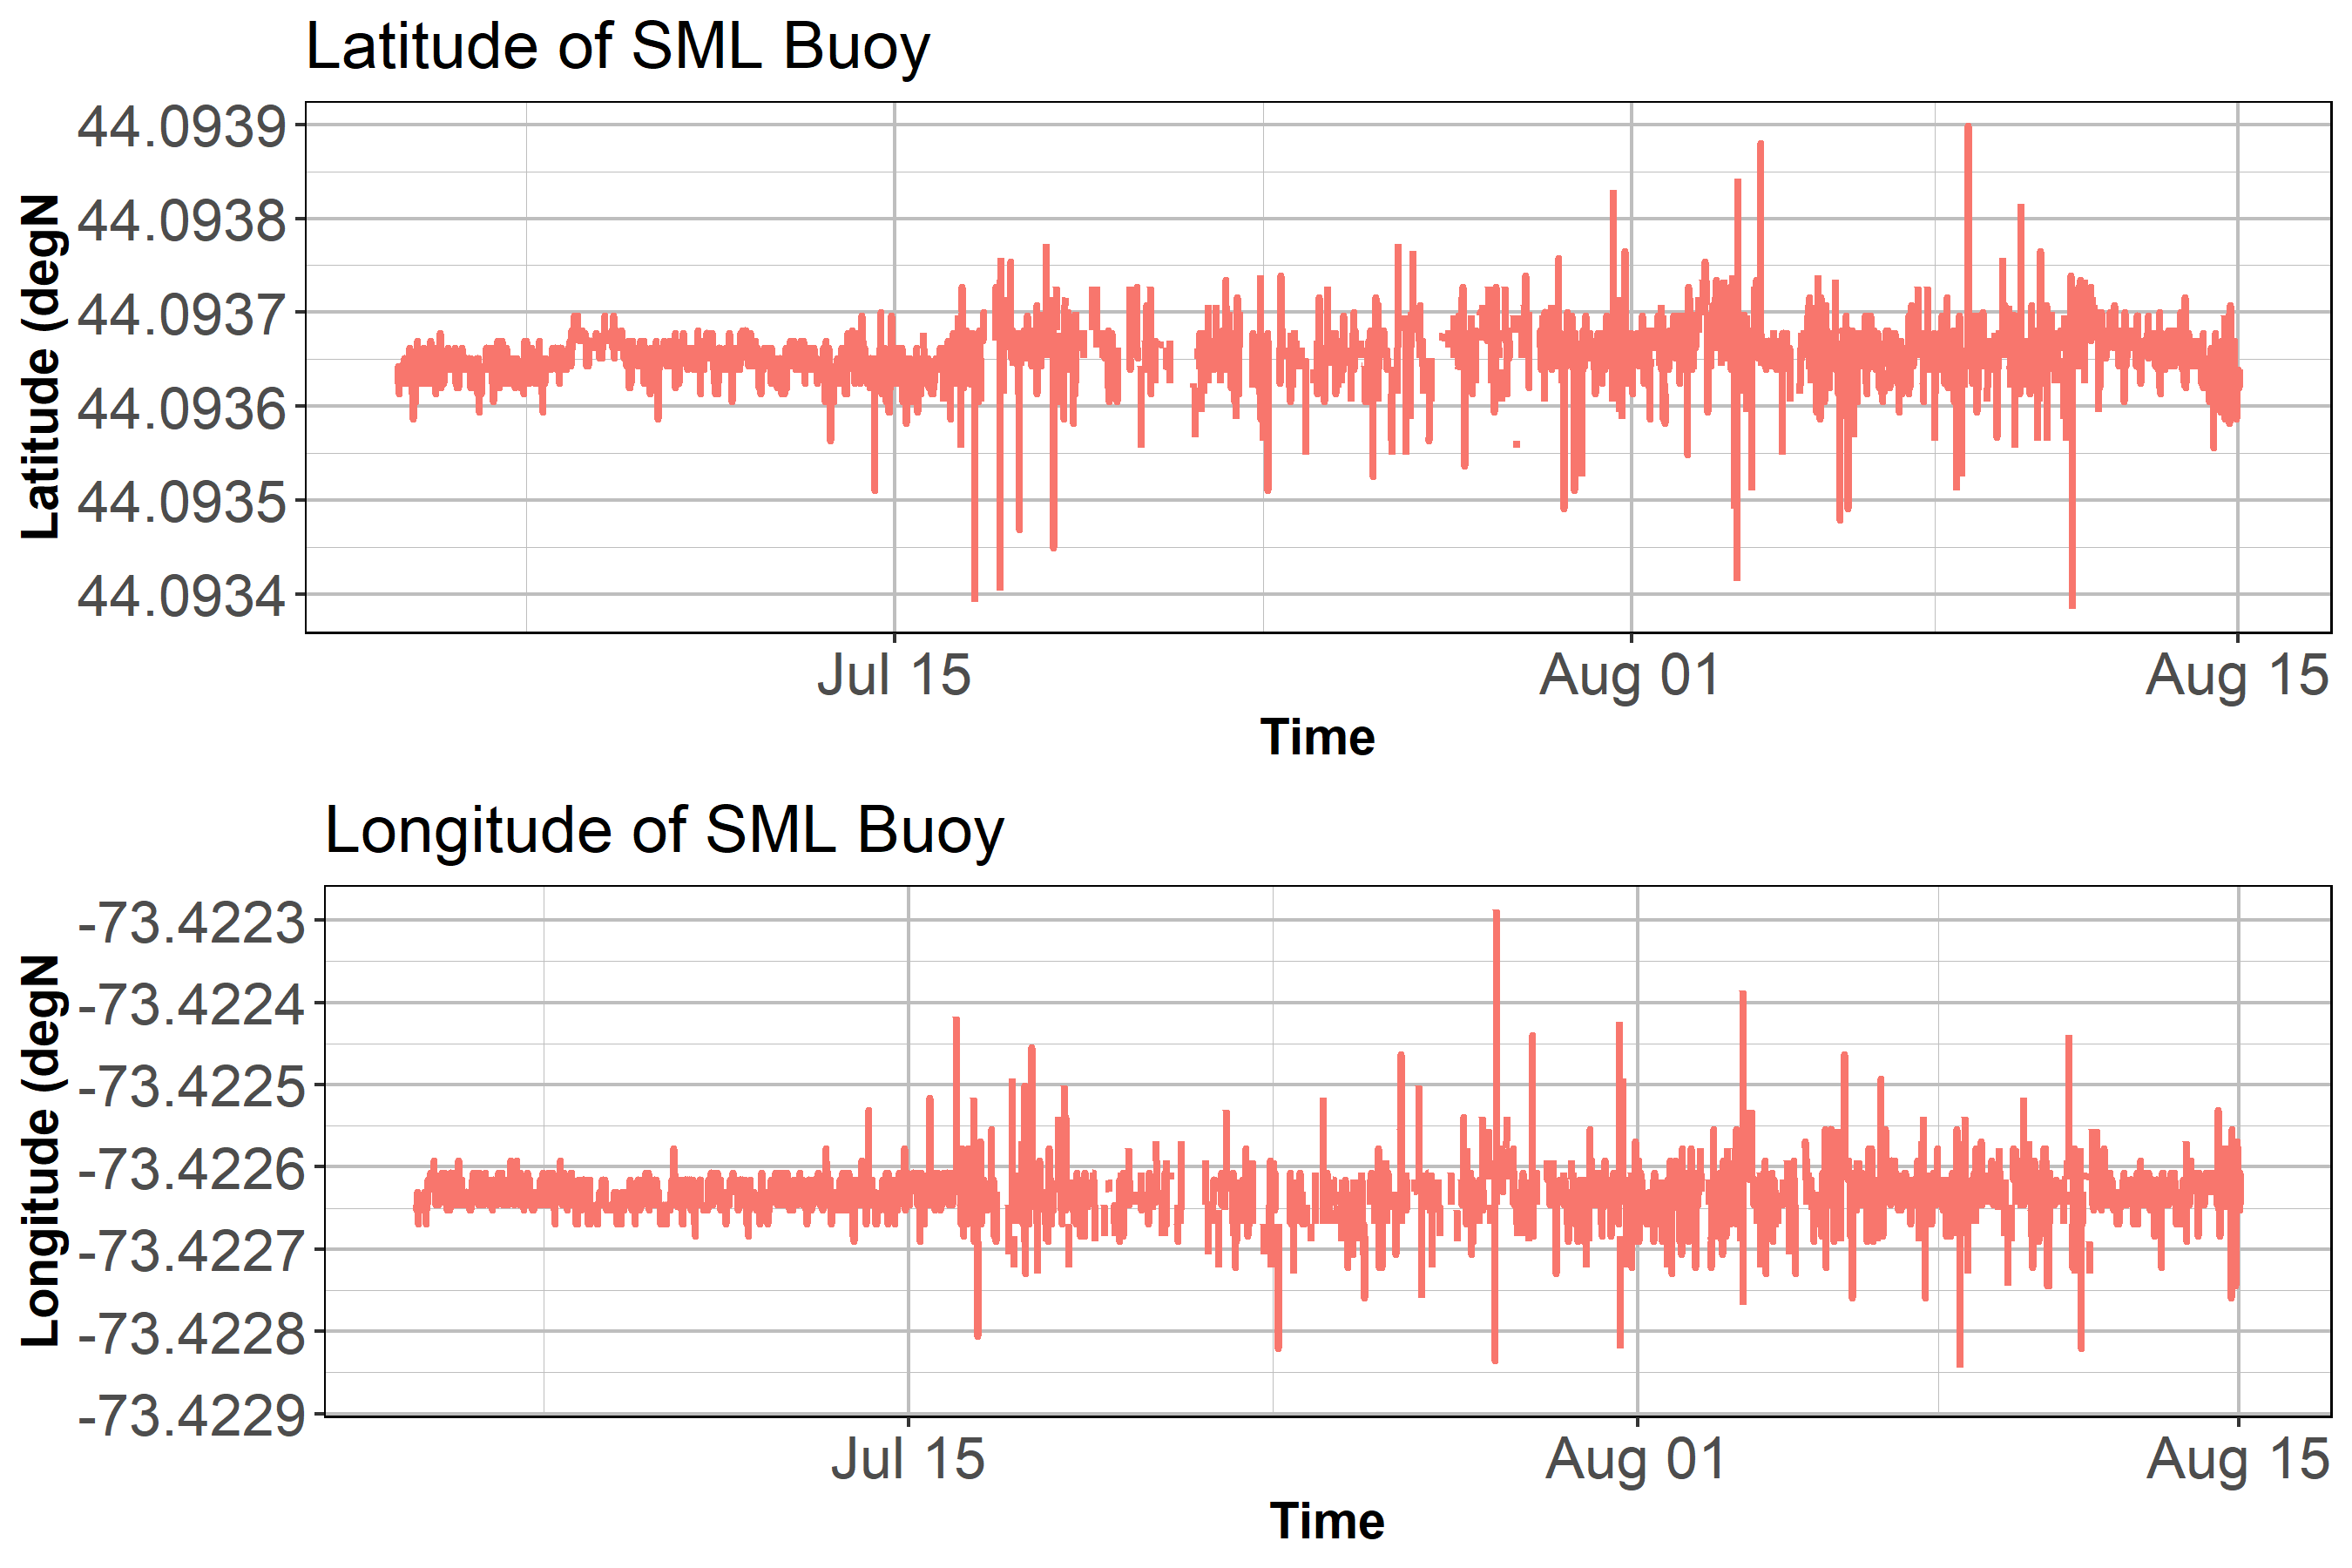 Latitude of SML Buoy
44.0939
44.0938
44.0937
44.0936
44.0935
44.0934
Latitude (degN
Jul 15 Aug 01 Aug 15
Time
Longitude of SML Buoy
-73.4223
-73.4224
-73.4225
-73.4226
-73.4227
-73.4228
-73.4229
Longitude (degN
Jul 15 Aug 01 Aug 15
Time